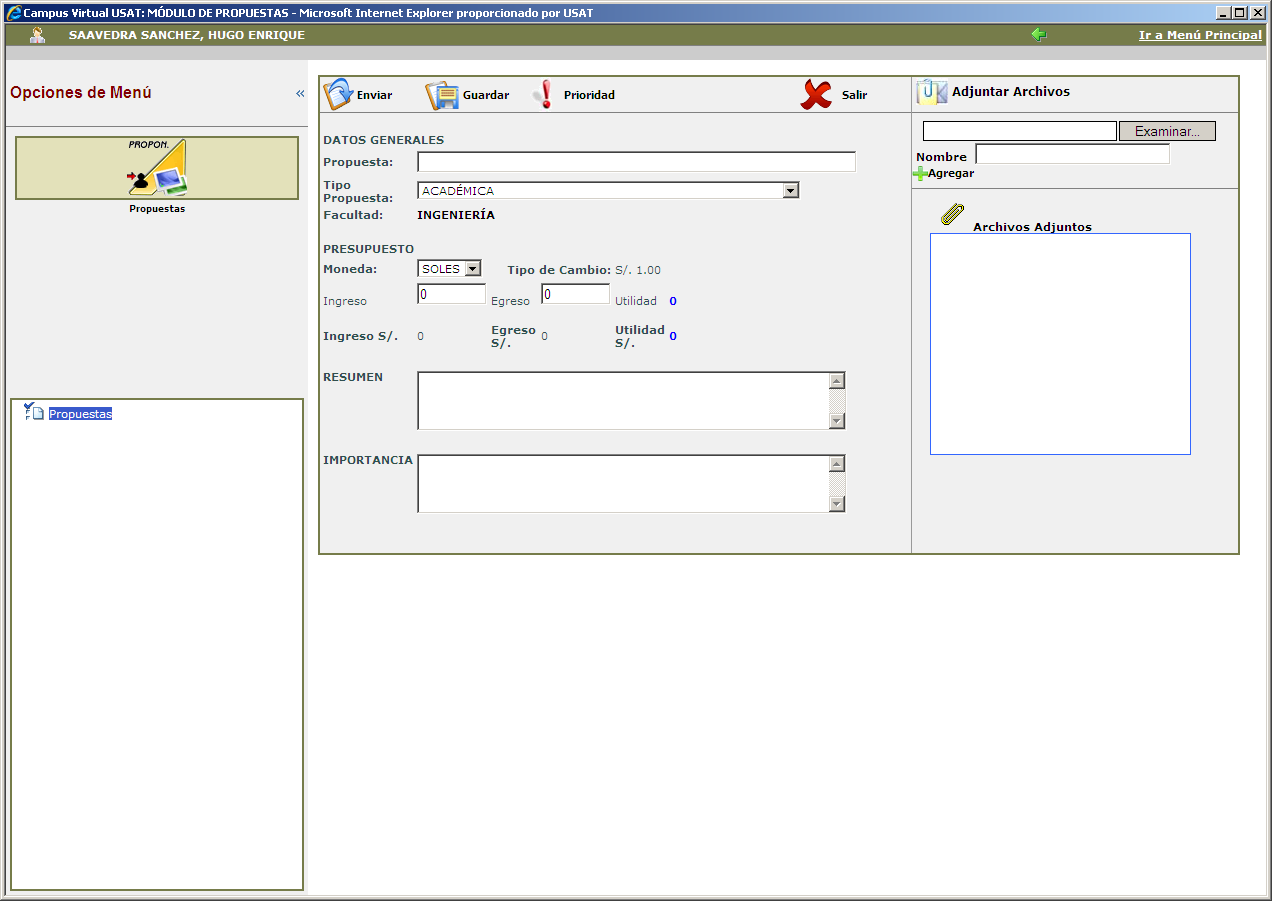 Campus Virtual USAT: MÓDULO DE PROPUESTAS - Microsoft Internet Explorer proporcionado por USAT
SAAVEDRA SANCHEZ, HUGO ENRIQUE
Ir a Menú Principal
Opciones de Menú
«
PROPON.
Propuestas
Propuestas
Enviar
Guardar
Prioridad
Salir
DATOS GENERALES
Propuesta:
Tipo
Propuesta:
ACADÉMICA
Facultad:
INGENIERÍA
PRESUPUESTO
Moneda:
SOLES
Tipo de Cambio: S/. 1.00
Ingreso
0
Egreso
0
Utilidad
0
Ingreso S/.
0
Egreso
S/.
0
Utilidad
S/.
0
RESUMEN
IMPORTANCIA
Adjuntar Archivos
Examinar...
Nombre
Agregar
Archivos Adjuntos